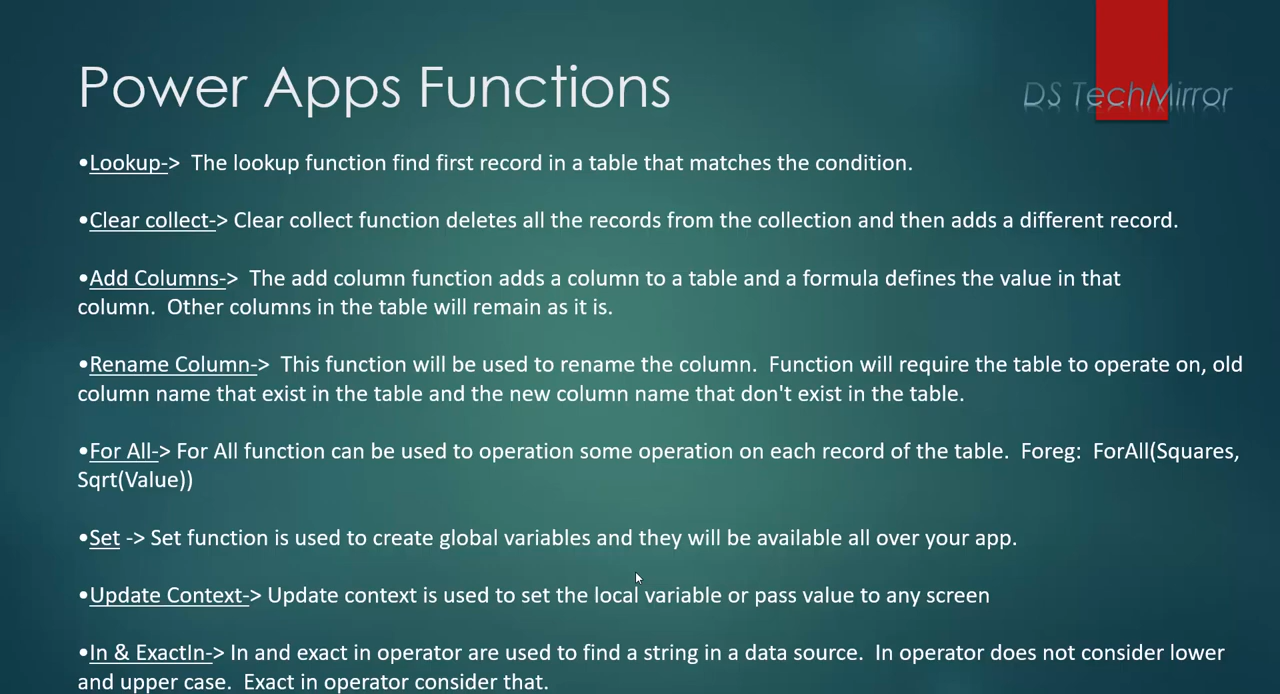 Power Apps Functions
DS TechMirror
•Lookup->  The lookup function find first record in a table that matches the condition.
•Clear collect-> Clear collect function deletes all the records from the collection and then adds a different record.
•Add Columns->  The add column function adds a column to a table and a formula defines the value in that
column.  Other columns in the table will remain as it is.
•Rename Column->  This function will be used to rename the column.  Function will require the table to operate on, old
column name that exist in the table and the new column name that don't exist in the table.
•For All-> For All function can be used to operation some operation on each record of the table.  Foreg:  ForAll(Squares,
Sqrt(Value))
•Set -> Set function is used to create global variables and they will be available all over your app.
•Update Context-> Update context is used to set the local variable or pass value to any screen
•In & ExactIn-> In and exact in operator are used to find a string in a data source.  In operator does not consider lower
and upper case.  Exact in operator consider that.